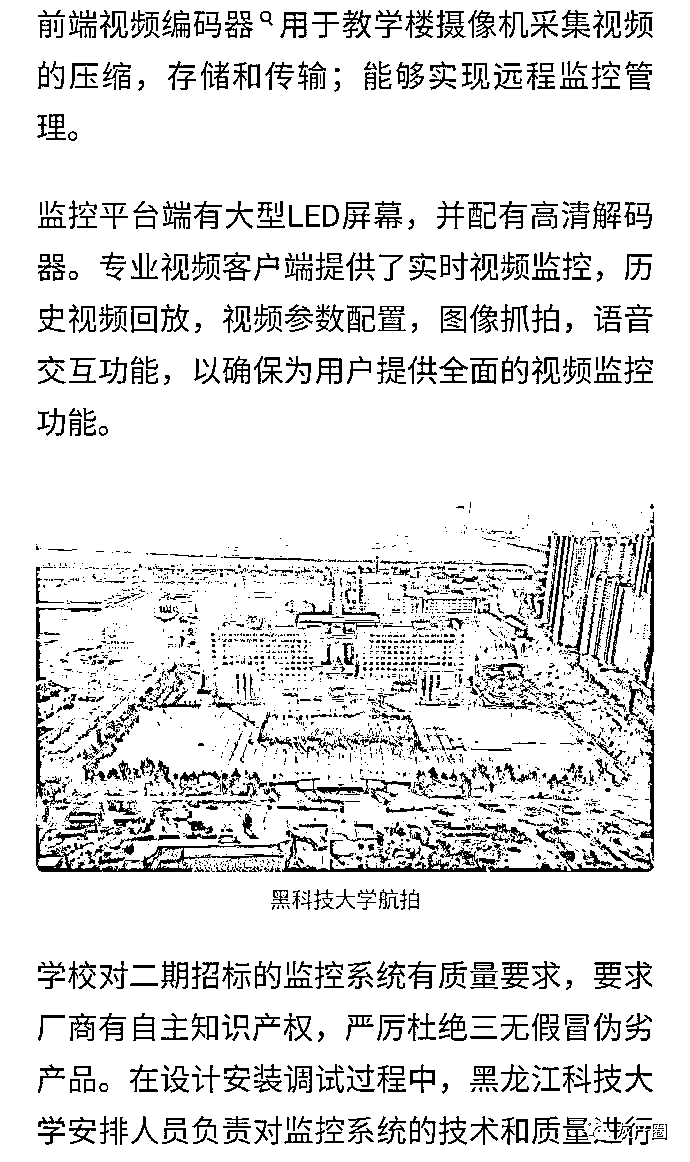 前端视频编码器用于教学楼摄像机采集视频
的压缩，存储和传输；能够实现远程监控管
理。
监控平台端有大型LED屏幕，并配有高清解码
器。专业视频客户端提供了实时视频监控，历
史视频回放，视频参数配置，图像抓拍，语音
交互功能，以确保为用户提供全面的视频监控
功能。
黑科技大学航拍
学校对二期招标的监控系统有质量要求，要求
厂商有自主知识产权，严厉杜绝三无假冒伪劣
产品。在设计安装调试过程中，黑龙江科技大
学安排人员负责对监控系统的技术和质量进行